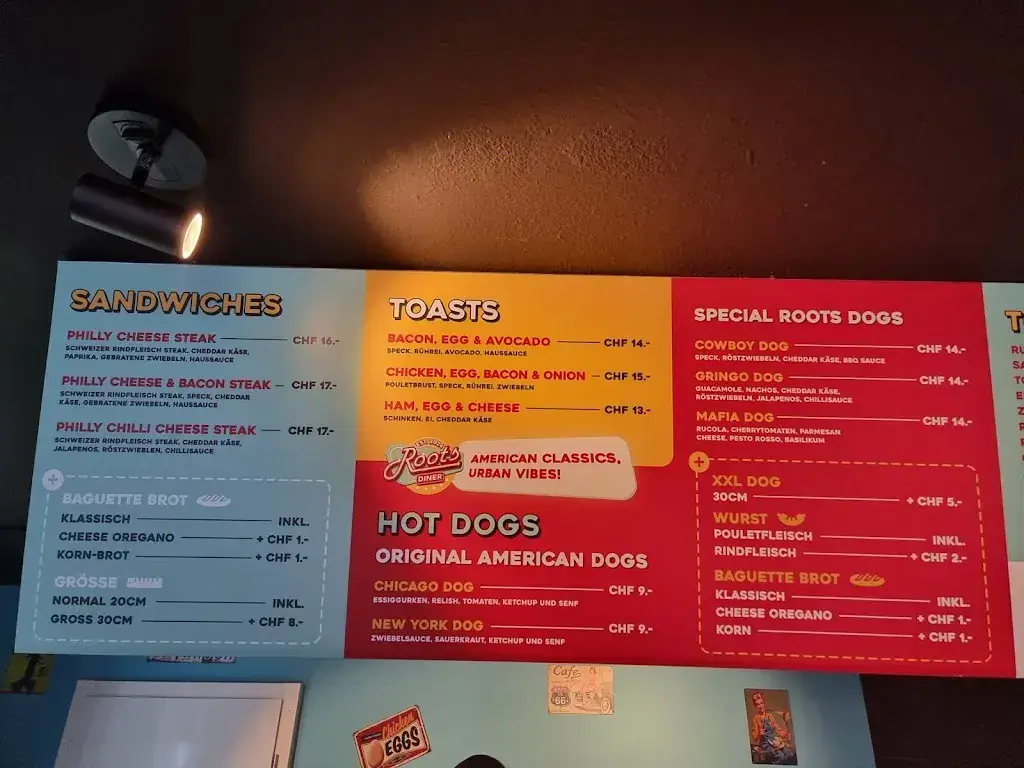 SANDWICHES
PHILLY CHEESE STEAK CHF 16.-
SCHWEIZER RINDFLEISCH STEAK, CHEDDAR KÄSE,
PAPRIKA, GEBRATENE ZWIEBELN, HAUSSAUCE
PHILLY CHEESE & BACON STEAK CHF 17.-
SCHWEIZER RINDFLEISCH STEAK, SPECK, CHEDDAR
KÄSE, GEBRATENE ZWIEBELN, HAUSSAUCE
PHILLY CHILLI CHEESE STEAK CHF 17.-
SCHWEIZER RINDFLEISCH STEAK, CHEDDAR KÄSE,
JALAPENOS, RÖSTZWIEBELN, CHILLISAUCE
BAGUETTE BROT
KLASSISCH INKL.
CHEESE OREGANO + CHF 1.-
KORN-BROT + CHF 1.-
GRÖSSE
NORMAL 20CM INKL.
GROSS 30CM + CHF 8.-
TOASTS
BACON, EGG & AVOCADO CHF 14.-
SPECK, RÜHREI, AVOCADO, HAUSSAUCE
CHICKEN, EGG, BACON & ONION CHF 15.-
POULETBRUST, SPECK, RÜHREI, ZWIEBELN
HAM, EGG & CHEESE CHF 13.-
SCHINKEN, EI, CHEDDAR KÄSE
Roots
DINER
AMERICAN CLASSICS,
URBAN VIBES!
HOT DOGS
ORIGINAL AMERICAN DOGS
CHICAGO DOG CHF 9.-
ESSIGGURKEN, RELISH, TOMATEN, KETCHUP UND SENF
NEW YORK DOG CHF 9.-
ZWIEBELSAUCE, SAUERKRAUT, KETCHUP UND SENF
SPECIAL ROOTS DOGS
COWBOY DOG CHF 14.-
SPECK, RÖSTZWIEBELN, CHEDDAR KÄSE, BBQ SAUCE
GRINGO DOG CHF 14.-
GUACAMOLE, NACHOS, CHEDDAR KÄSE,
RÖSTZWIEBELN, JALAPENOS, CHILLISAUCE
MAFIA DOG CHF 14.-
RUCOLA, CHERRYTOMATEN, PARMESAN
CHEESE, PESTO ROSSO, BASILIKUM
XXL DOG
30CM + CHF 5.-
WURST
POULETFLEISCH INKL.
RINDFLEISCH + CHF 2.-
BAGUETTE BROT
KLASSISCH INKL.
CHEESE OREGANO + CHF 1.-
KORN + CHF 1.-
Cafe
66
Chicken
EGGS